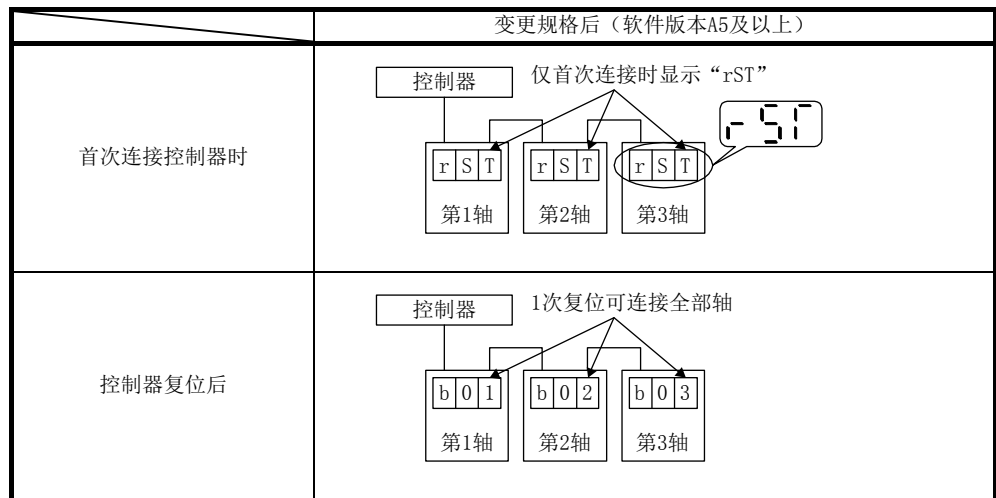 变更规格后（软件版本A5及以上）
首次连接控制器时
控制器
仅首次连接时显示“rST”
rST
r S T
r S T
r S T
第1轴
第2轴
第3轴
控制器复位后
控制器
1次复位可连接全部轴
b 0 1
b 0 2
b 0 3
第1轴
第2轴
第3轴